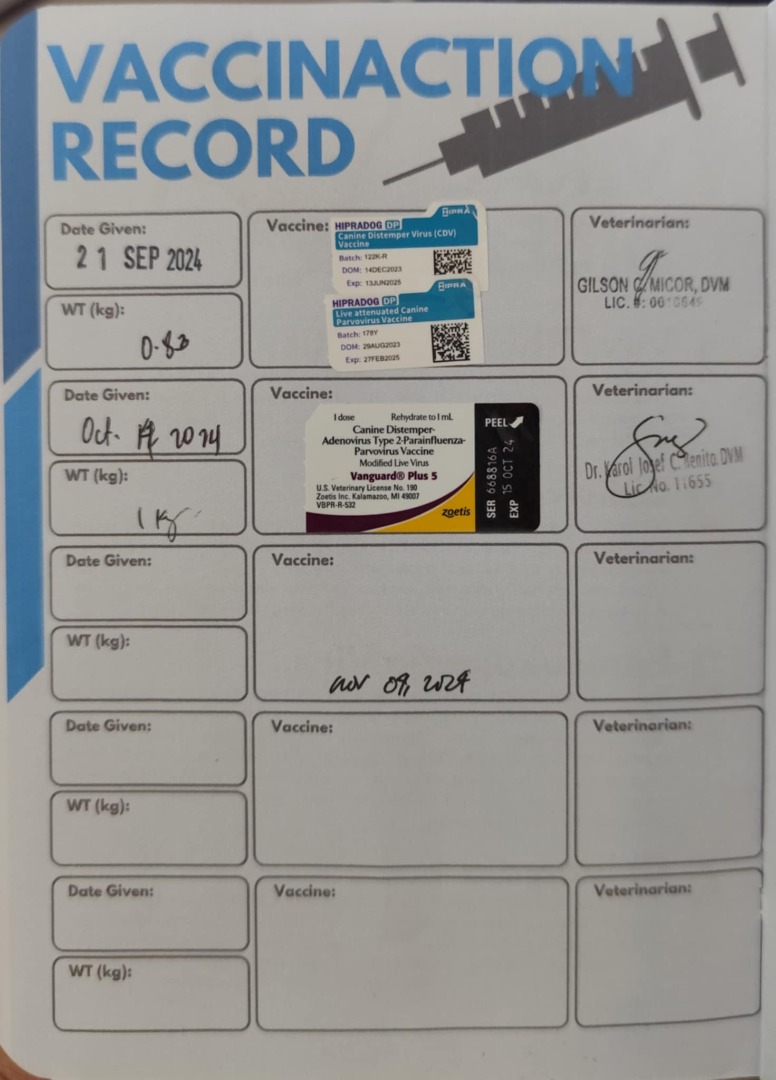 VACCINACTION
RECORD
Date Given:
21 SEP 2024
WT (kg):
0.83
Vaccine:
HIPRA
HIPRADOG DP
Canine Distemper Virus (CDV)
Vaccine
Batch: 122K-R
DOM: 14DEC2023
Exp: 13JUN2025
HIPRA
HIPRADOG DP
Live attenuated Canine
Parvovirus Vaccine
Batch: 178Y
DOM: 29AUG2023
Exp: 27FEB2025
Veterinarian:
GILSON C. MICOR, DVM
LIC. #:
Date Given:
Oct. 2024
WT (kg):
1 kg
Vaccine:
1 dose Rehydrate to 1 mL
Canine Distemper-
Adenovirus Type 2-Parainfluenza-
Parvovirus Vaccine
Modified Live Virus
Vanguard® Plus 5
U.S. Veterinary License No. 190
Zoetis Inc. Kalamazoo, MI 49007
VBPR-R-532
zoetis
PEEL
SER 668816A
EXP 15 OCT 24
Veterinarian:
Dr. Karol Josef C. Benito, DVM
Lic. No. 11655
Date Given:
WT (kg):
Vaccine:
nov 09, 2024
Veterinarian:
Date Given:
WT (kg):
Vaccine:
Veterinarian:
Date Given:
WT (kg):
Vaccine:
Veterinarian: